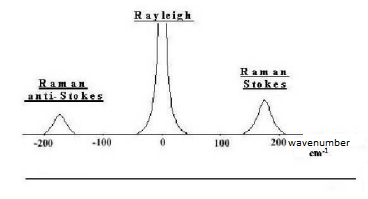 Rayleigh
Raman
anti-Stokes
Raman
Stokes
-200 -100 0 100 200 wavenumber
cm-1